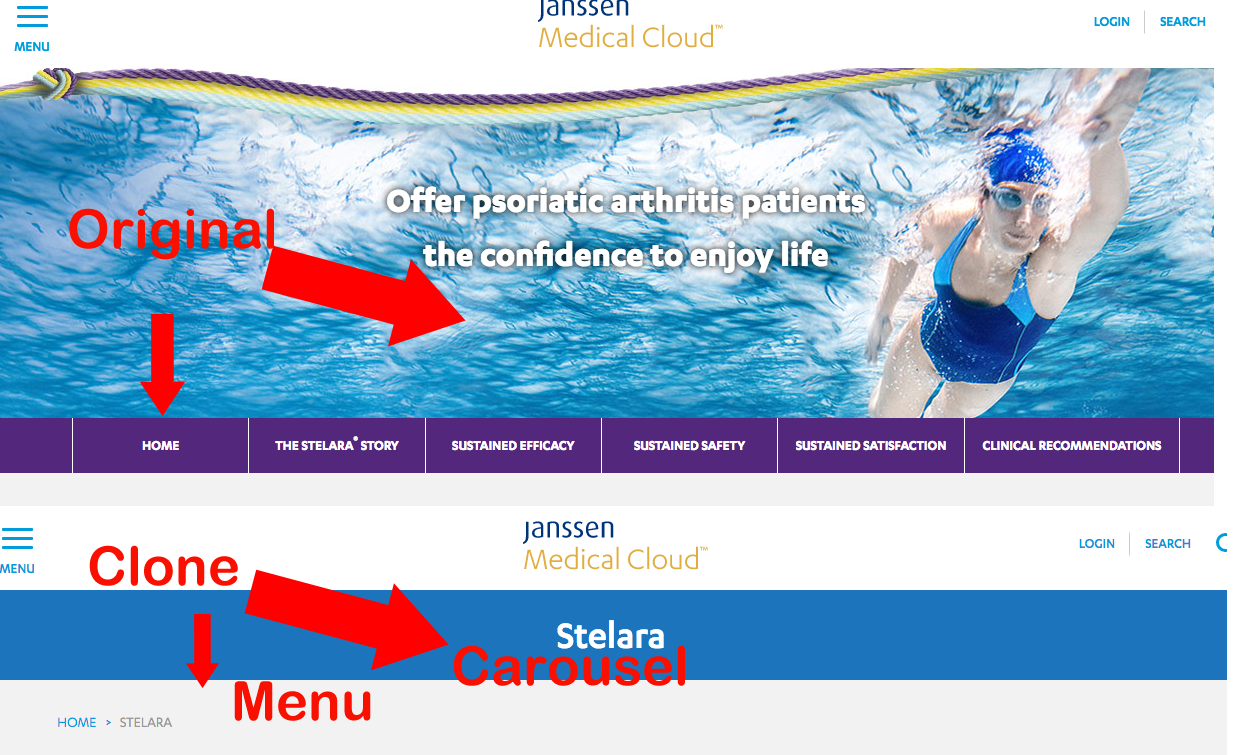 Janssen
Medical Cloud™
MENU
LOGIN
SEARCH
Offer psoriatic arthritis patients
the confidence to enjoy life
Original
HOME
THE STELARA® STORY
SUSTAINED EFFICACY
SUSTAINED SAFETY
SUSTAINED SATISFACTION
CLINICAL RECOMMENDATIONS
janssen
Medical Cloud™
MENU
LOGIN
SEARCH
Clone
Stelara
Carousel
Menu
HOME > STELARA